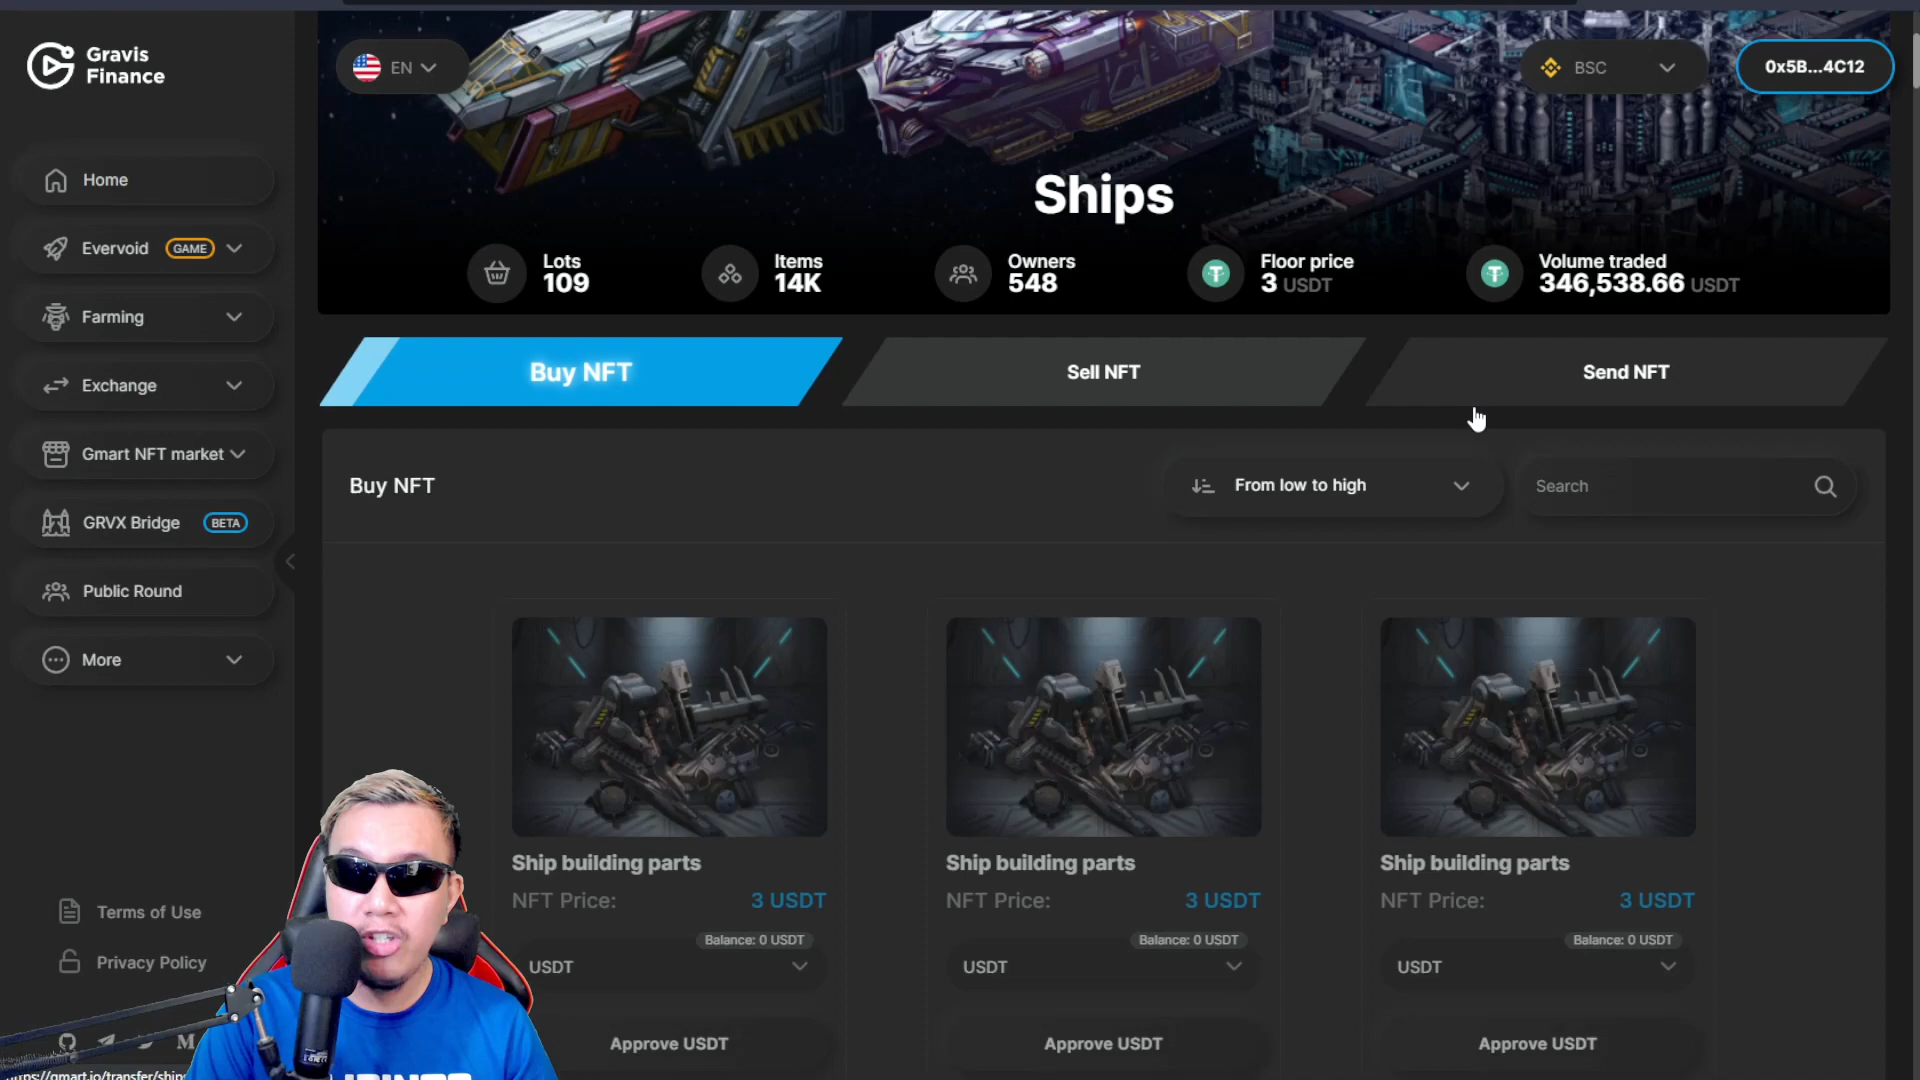 Gravis
Finance
EN
BSC
0x5B...4C12
Home
Evervoid GAME
Farming
Exchange
Gmart NFT market
GRVX Bridge BETA
Public Round
More
Terms of Use
Privacy Policy
Ships
Lots
109
Items
14K
Owners
548
Floor price
3 USDT
Volume traded
346,538.66 USDT
Buy NFT
Sell NFT
Send NFT
Buy NFT
From low to high
Search
Ship building parts
NFT Price: 3 USDT
Balance: 0 USDT
USDT
Approve USDT
Ship building parts
NFT Price: 3 USDT
Balance: 0 USDT
USDT
Approve USDT
Ship building parts
NFT Price: 3 USDT
Balance: 0 USDT
USDT
Approve USDT